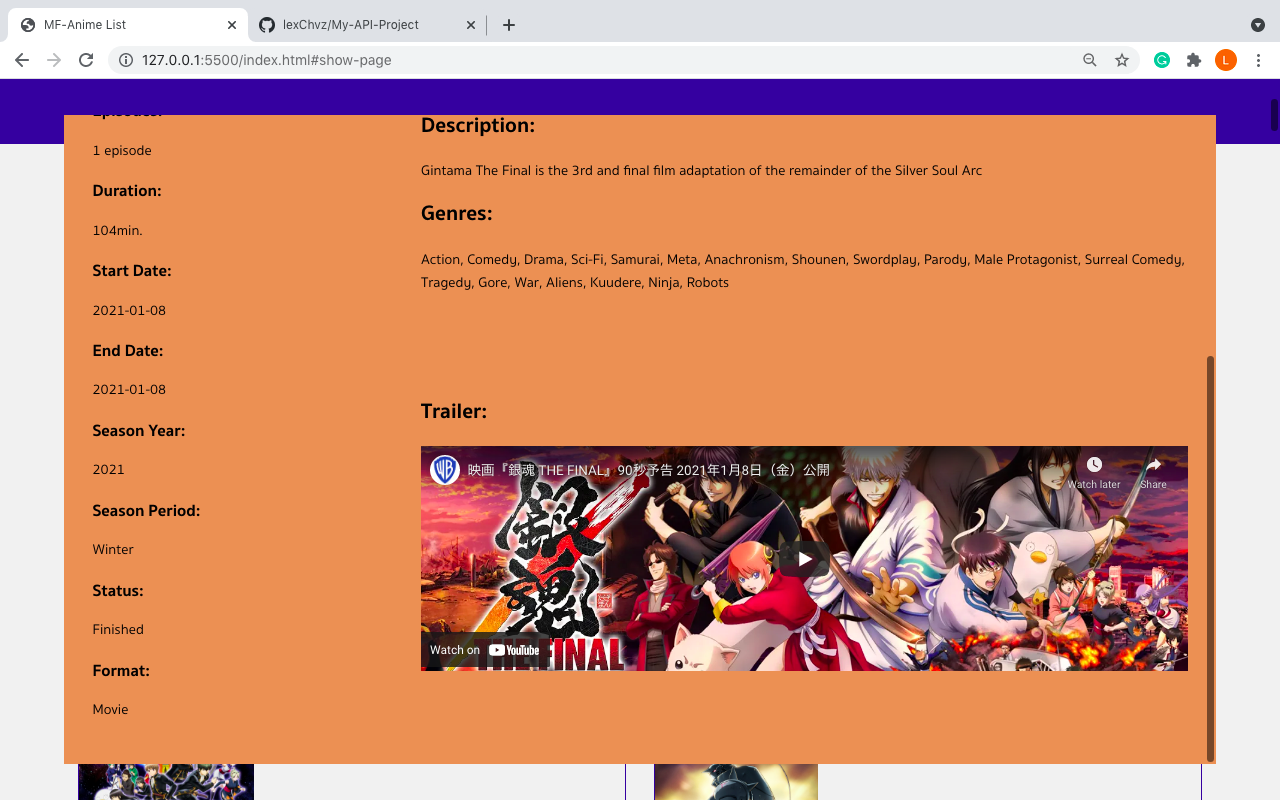 MF-Anime List
lexChvz/My-API-Project
127.0.0.1:5500/index.html#show-page
L
Episodes:
1 episode
Duration:
104min.
Start Date:
2021-01-08
End Date:
2021-01-08
Season Year:
2021
Season Period:
Winter
Status:
Finished
Format:
Movie
Description:
Gintama The Final is the 3rd and final film adaptation of the remainder of the Silver Soul Arc
Genres:
Action, Comedy, Drama, Sci-Fi, Samurai, Meta, Anachronism, Shounen, Swordplay, Parody, Male Protagonist, Surreal Comedy,
Tragedy, Gore, War, Aliens, Kuudere, Ninja, Robots
Trailer:
映画『銀魂 THE FINAL』90秒予告 2021年1月8日（金）公開
Watch later
Share
銀魂
THE FINAL
Watch on YouTube